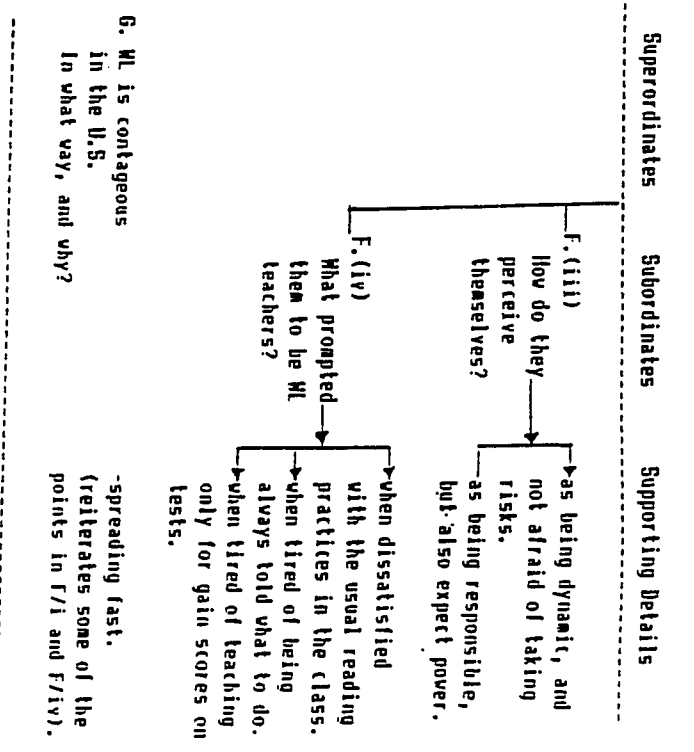 Superordinates Subordinates Supporting Details
F.(iii)
How do they
perceive
themselves?
as being dynamic, and
not afraid of taking
risks.
as being responsible,
but also expect power.
F.(iv)
What prompted
them to be WL
teachers?
when dissatisfied
with the usual reading
practices in the class.
when tired of being
always told what to do.
when tired of teaching
only for gain scores on
tests.
G. WL is contageous
in the U.S.
In what way, and why?
-spreading fast.
(reiterates some of the
points in F/i and F/iv).